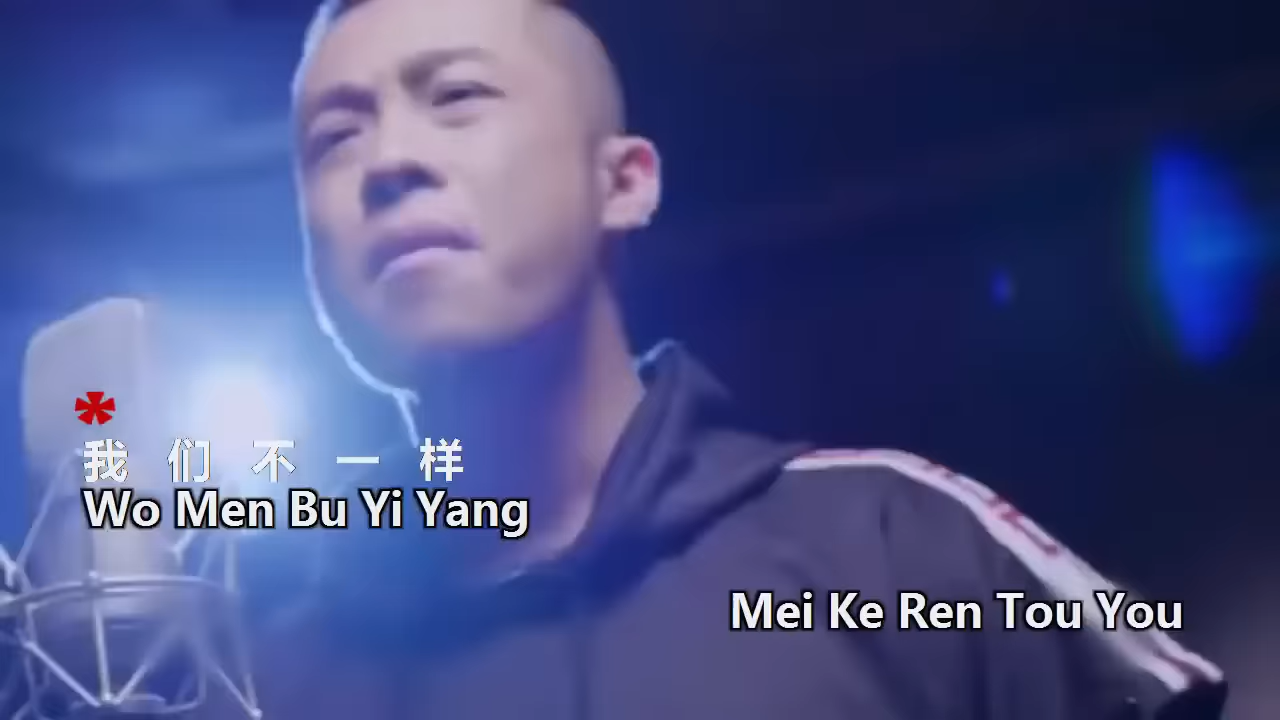 我 们 不 一 样
Wo Men Bu Yi Yang
Mei Ke Ren Tou You